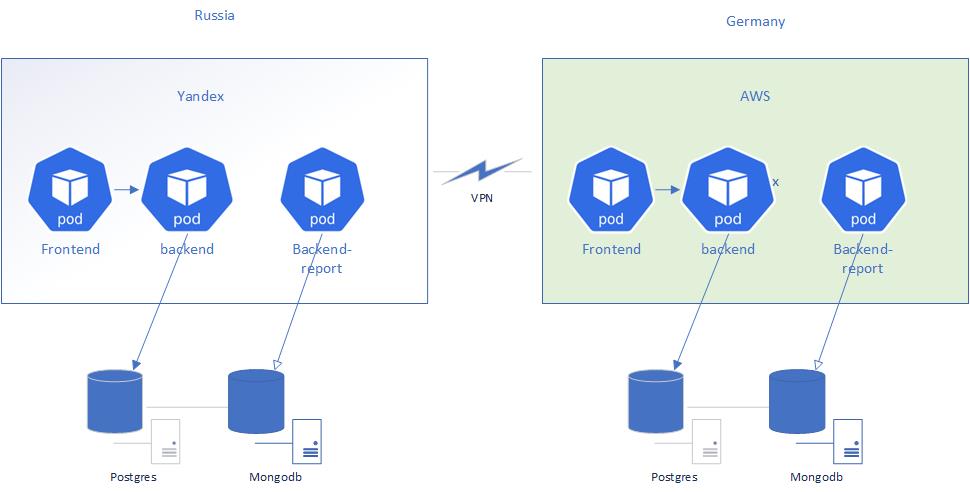 Russia
Germany
Yandex
AWS
pod
pod
pod
VPN
pod
pod
x
pod
Frontend
backend
Backend-
report
Frontend
backend
Backend-
report
Postgres
Mongodb
Postgres
Mongodb